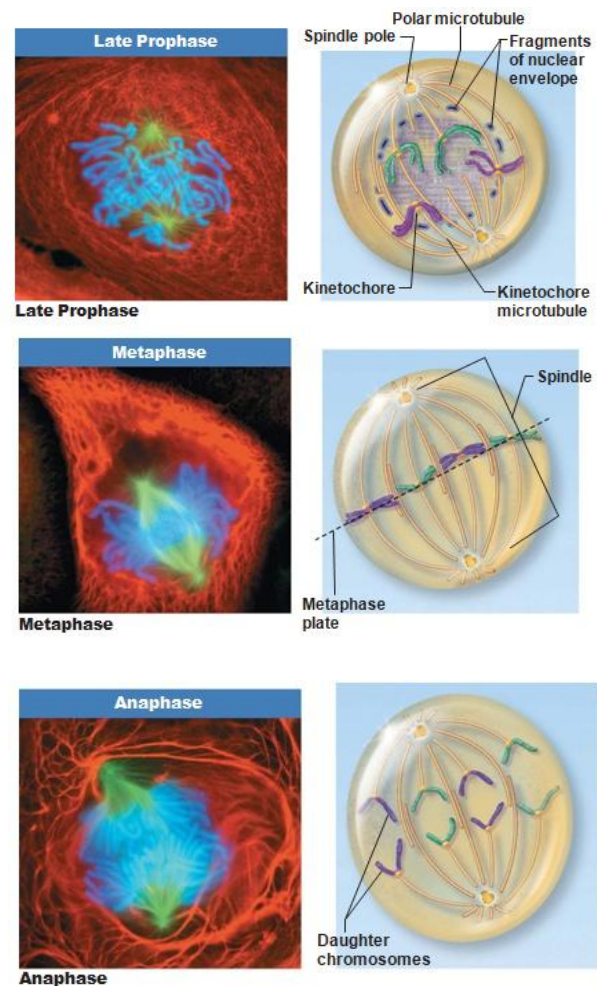 Late Prophase
Polar microtubule
Spindle pole
Fragments
of nuclear
envelope
Kinetochore
Kinetochore
microtubule
Late Prophase
Metaphase
Spindle
Metaphase
plate
Metaphase
Anaphase
Daughter
chromosomes
Anaphase